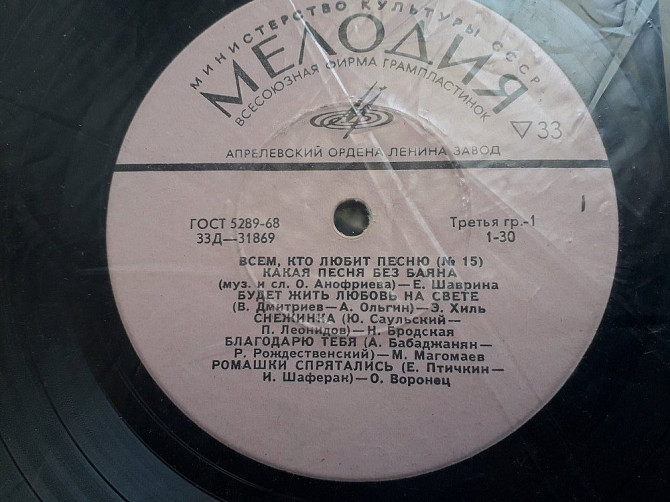 МИНИСТЕРСТВО КУЛЬТУРЫ СССР
МЕЛОДИЯ
ВСЕСОЮЗНАЯ ФИРМА ГРАМПЛАСТИНОК
33
АПРЕЛЕВСКИЙ ОРДЕНА ЛЕНИНА ЗАВОД
ГОСТ 5289-68
Третья гр.-1
33Д—31869
1-30
ВСЕМ, КТО ЛЮБИТ ПЕСНЮ (№ 15)
КАКАЯ ПЕСНЯ БЕЗ БАЯНА
(муз. и сл. О. Анофриева)— Е. Шаврина
БУДЕТ ЖИТЬ ЛЮБОВЬ НА СВЕТЕ
(В. Дмитриев— А. Ольгин)— Э. Хиль
СНЕЖИНКА (Ю. Саульский—
П. Леонидов)— Н. Бродская
БЛАГОДАРЮ ТЕБЯ (А. Бабаджанян—
Р. Рождественский)— М. Магомаев
РОМАШКИ СПРЯТАЛИСЬ (Е. Птичкин—
И. Шаферан)— О. Воронец